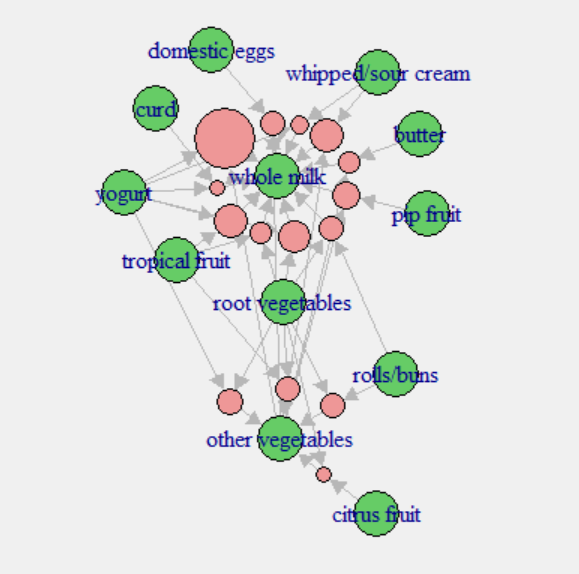 domestic eggs
whipped/sour cream
curd
butter
whole milk
yogurt
pip fruit
tropical fruit
root vegetables
rolls/buns
other vegetables
citrus fruit